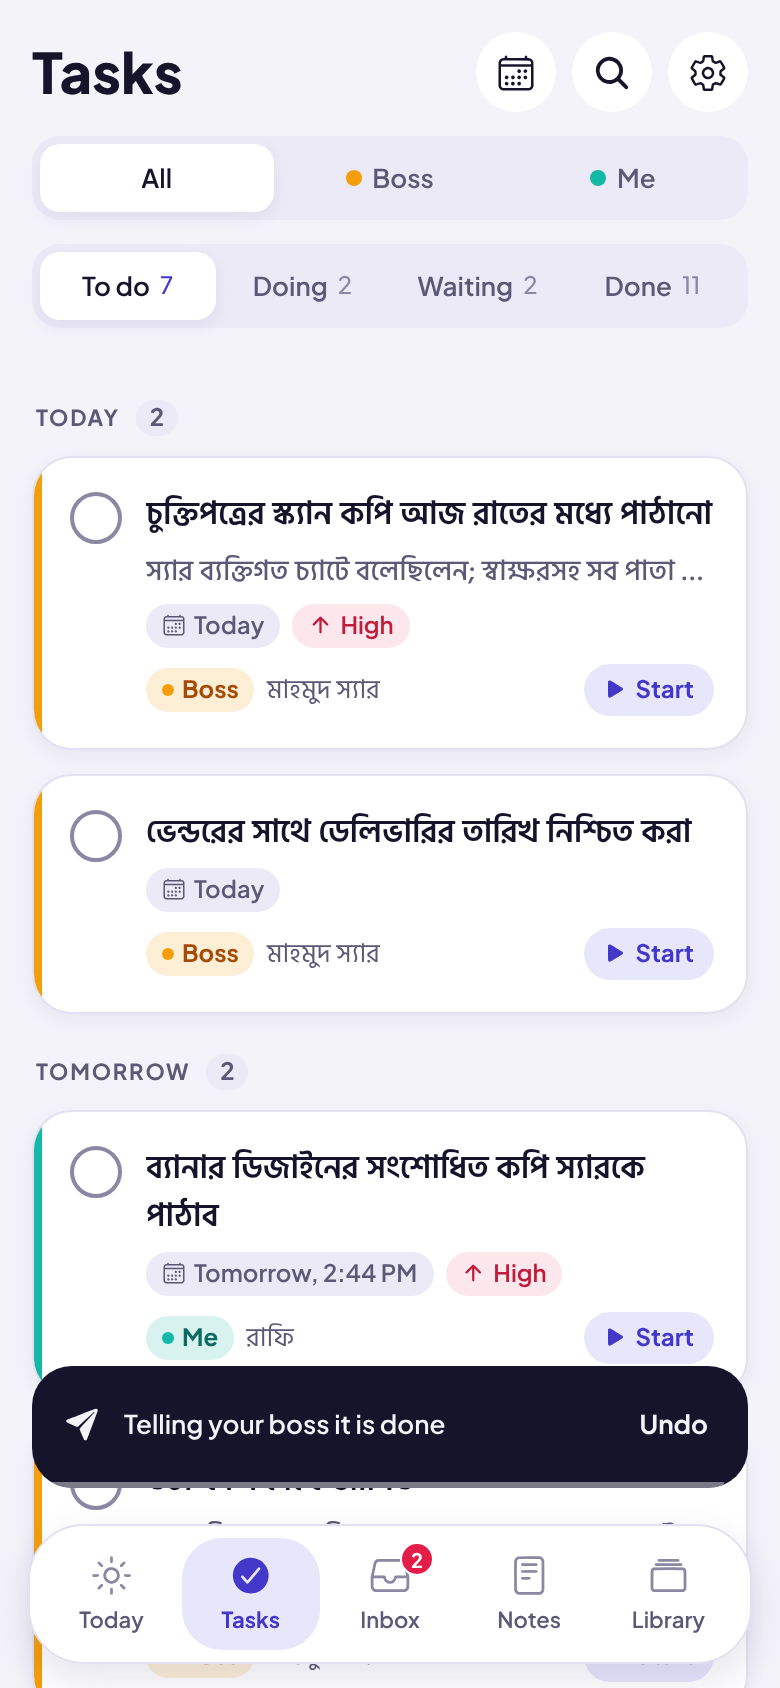 Tasks
All
Boss
Me
To do 7
Doing 2
Waiting 2
Done 11
TODAY 2
চুক্তিপত্রের স্ক্যান কপি আজ রাতের মধ্যে পাঠানো
স্যার ব্যক্তিগত চ্যাটে বলেছিলেন; স্বাক্ষরসহ সব পাতা ...
Today
High
Boss মাহমুদ স্যার
Start
ভেন্ডরের সাথে ডেলিভারির তারিখ নিশ্চিত করা
Today
Boss মাহমুদ স্যার
Start
TOMORROW 2
ব্যানার ডিজাইনের সংশোধিত কপি স্যারকে
পাঠাব
Tomorrow, 2:44 PM
High
Me রাফি
Start
Telling your boss it is done
Undo
2
Today
Tasks
Inbox
Notes
Library